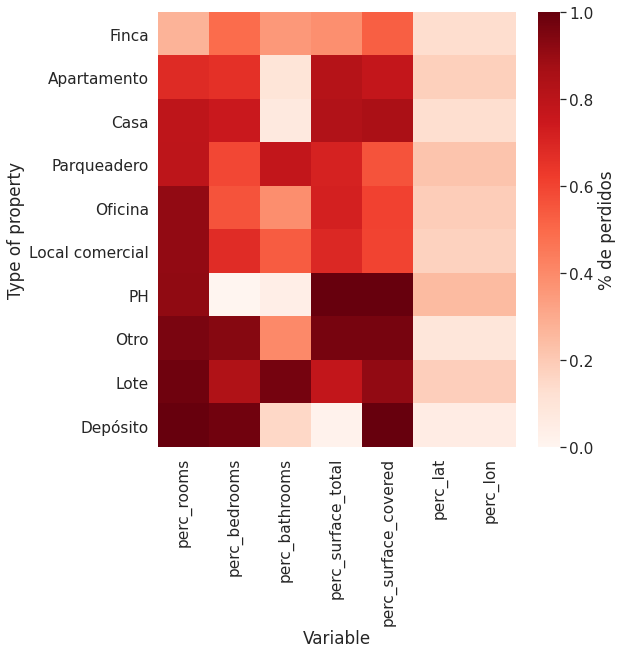 Finca
Apartamento
Casa
Parqueadero
Oficina
Local comercial
PH
Otro
Lote
Depósito
Type of property
perc_rooms
perc_bedrooms
perc_bathrooms
perc_surface_total
perc_surface_covered
perc_lat
perc_lon
Variable
1.0
0.8
0.6
0.4
0.2
0.0
% de perdidos